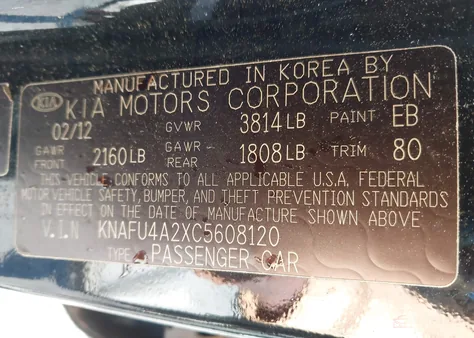 MANUFACTURED IN KOREA BY
KIA KIA MOTORS CORPORATION
02/12 GVWR 3814 LB PAINT EB
GAWR FRONT 2160 LB GAWR - REAR 1808 LB TRIM 80
THIS VEHICLE CONFORMS TO ALL APPLICABLE U.S.A. FEDERAL
MOTOR VEHICLE SAFETY, BUMPER, AND THEFT PREVENTION STANDARDS
IN EFFECT ON THE DATE OF MANUFACTURE SHOWN ABOVE
V.I.N KNAFU4A2XC5608120
TYPE : PASSENGER CAR